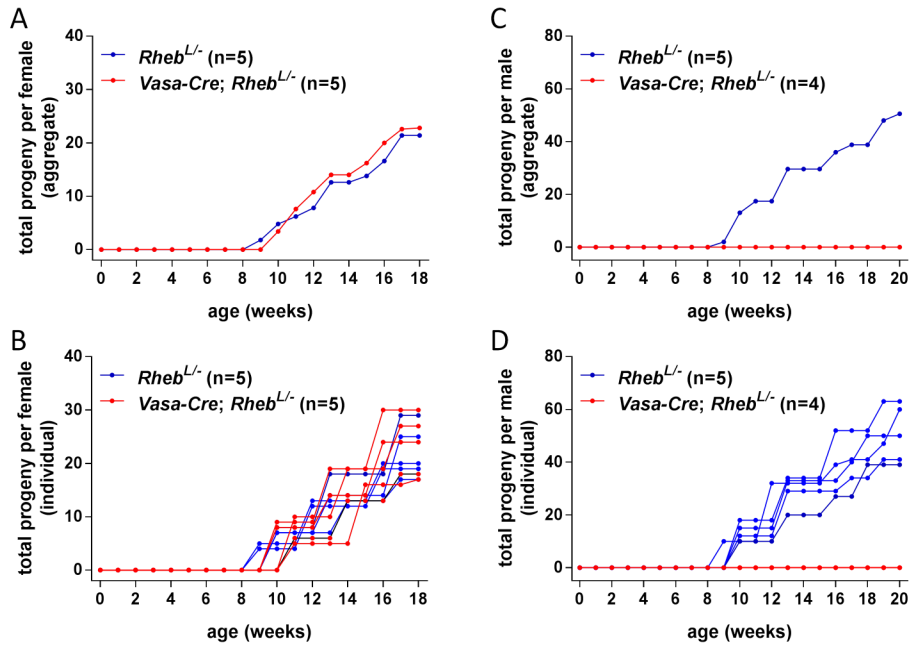 A
total progeny per female
(aggregate)
40
30
20
10
0
Rheb^L/- (n=5)
Vasa-Cre; Rheb^L/- (n=5)
0 2 4 6 8 10 12 14 16 18
age (weeks)
C
total progeny per male
(aggregate)
80
60
40
20
0
Rheb^L/- (n=5)
Vasa-Cre; Rheb^L/- (n=4)
0 2 4 6 8 10 12 14 16 18 20
age (weeks)
B
total progeny per female
(individual)
40
30
20
10
0
Rheb^L/- (n=5)
Vasa-Cre; Rheb^L/- (n=5)
0 2 4 6 8 10 12 14 16 18
age (weeks)
D
total progeny per male
(individual)
80
60
40
20
0
Rheb^L/- (n=5)
Vasa-Cre; Rheb^L/- (n=4)
0 2 4 6 8 10 12 14 16 18 20
age (weeks)